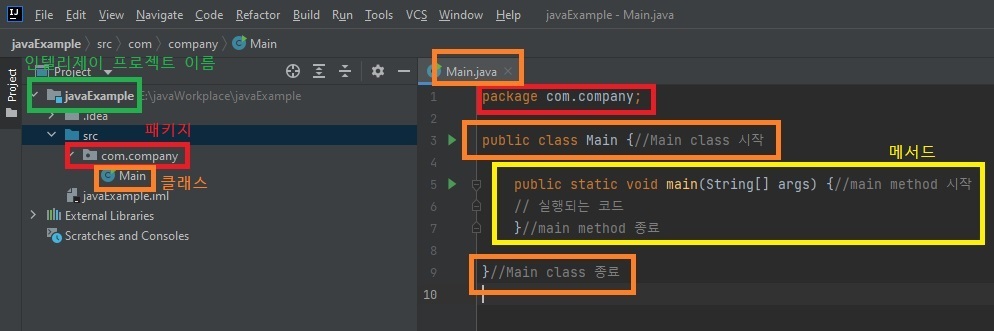 IJ File Edit View Navigate Code Refactor Build Run Tools VCS Window Help javaExample - Main.java
javaExample src com company Main
인텔리제이 프로젝트 이름
Project
Project
javaExample E:\javaWorkplace\javaExample
.idea
src
패키지
com.company
Main 클래스
javaExample.iml
External Libraries
Scratches and Consoles
Main.java
1 package com.company;
3 public class Main {//Main class 시작
메서드
5 public static void main(String[] args) {//main method 시작
6 // 실행되는 코드
7 }//main method 종료
9 }//Main class 종료
10